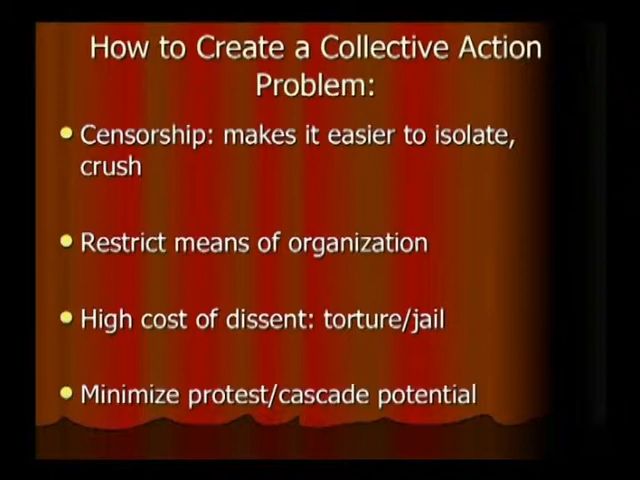 How to Create a Collective Action
Problem:
Censorship: makes it easier to isolate,
crush
Restrict means of organization
High cost of dissent: torture/jail
Minimize protest/cascade potential